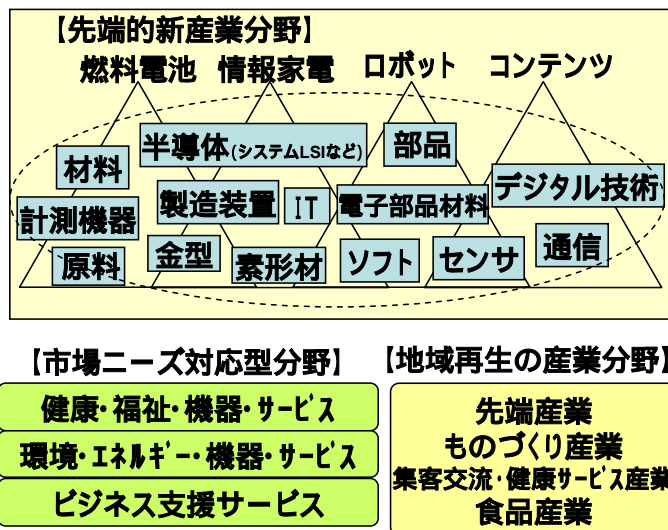 【先端的新産業分野】
燃料電池 情報家電 ロボット コンテンツ
半導体(システムLSIなど)
部品
材料
デジタル技術
製造装置
IT
電子部品材料
計測機器
金型
ソフト
センサ
通信
原料
素形材
【市場ニーズ対応型分野】
健康・福祉・機器・サービス
環境・エネルギー・機器・サービス
ビジネス支援サービス
【地域再生の産業分野】
先端産業
ものづくり産業
集客交流・健康サービス産業
食品産業